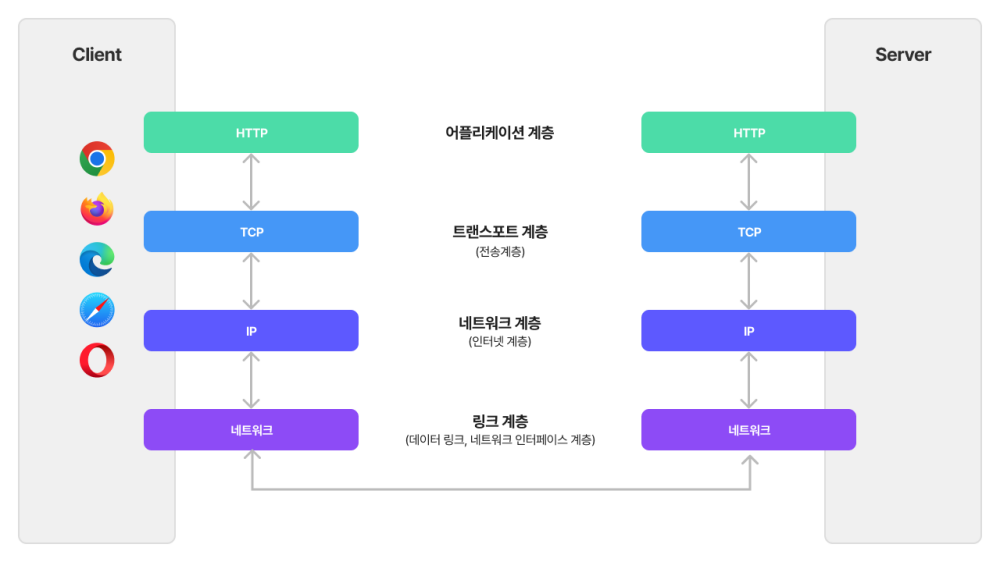 Client
Server
HTTP
어플리케이션 계층
HTTP
TCP
트랜스포트 계층
(전송계층)
TCP
IP
네트워크 계층
(인터넷 계층)
IP
네트워크
링크 계층
(데이터 링크, 네트워크 인터페이스 계층)
네트워크